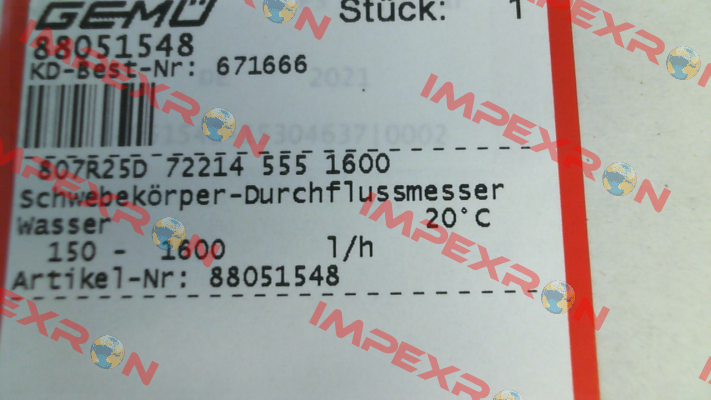 GEMÜ Stück: 1
88051548
KD-Best-Nr: 671666
2021
807R25D 72214 555 1600
Schwebekörper-Durchflussmesser
Wasser 20°C
150 - 1600 l/h
Artikel-Nr: 88051548
IMPEXRON
IMPEXRON
IMPEXRON
IMPEXRON
IMPEXRON
IMPEXRON